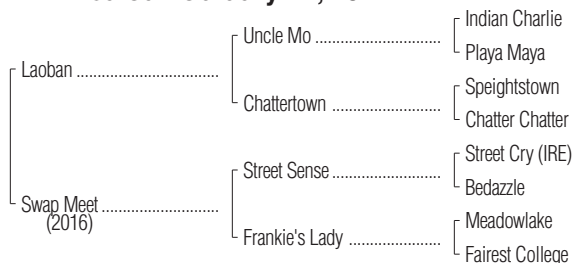 Indian Charlie
Uncle Mo
Playa Maya
Laoban
Speightstown
Chattertown
Chatter Chatter
Street Cry (IRE)
Street Sense
Bedazzle
Swap Meet
(2016)
Meadowlake
Frankie's Lady
Fairest College